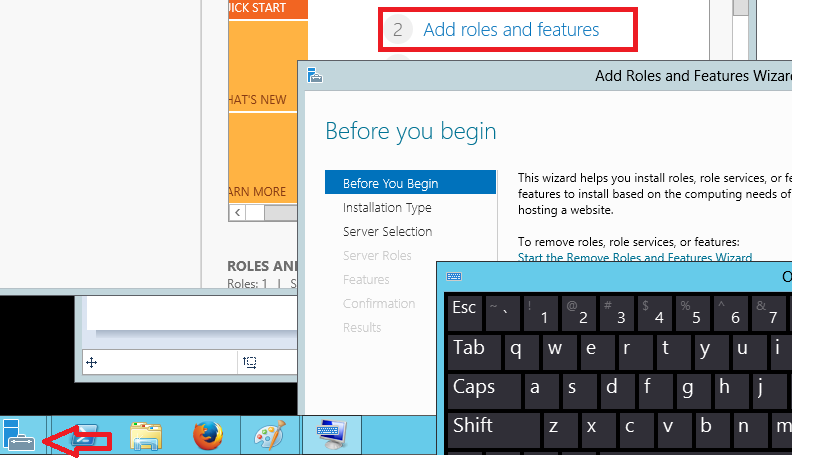 QUICK START
2 Add roles and features
Add Roles and Features Wizar
HAT'S NEW
Before you begin
Before You Begin
Installation Type
Server Selection
Server Roles
Features
Confirmation
Results
This wizard helps you install roles, role services, or fe
features to install based on the computing needs of
hosting a website.
To remove roles, role services, or features:
Start the Remove Roles and Features Wizard
ARN MORE
ROLES AN
Roles: 1 | S
O
Esc ~ ` ! 1 @ 2 # 3 $ 4 % 5 ^ 6 & 7
Tab q w e r t y u i
Caps a s d f g h j
Shift z x c v b n m